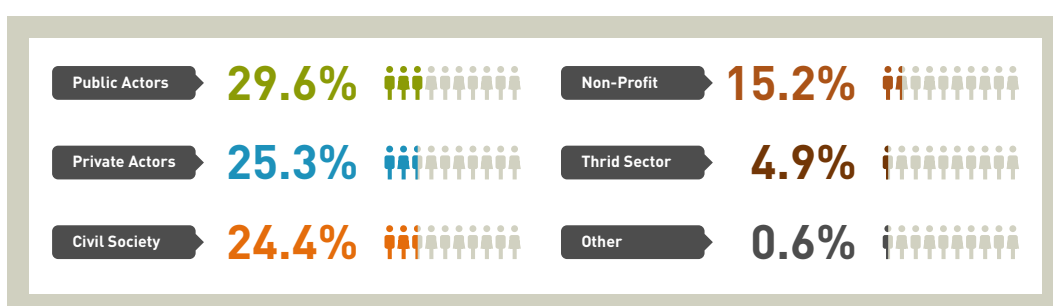 Public Actors 29.6%
Non-Profit 15.2%
Private Actors 25.3%
Thrid Sector 4.9%
Civil Society 24.4%
Other 0.6%